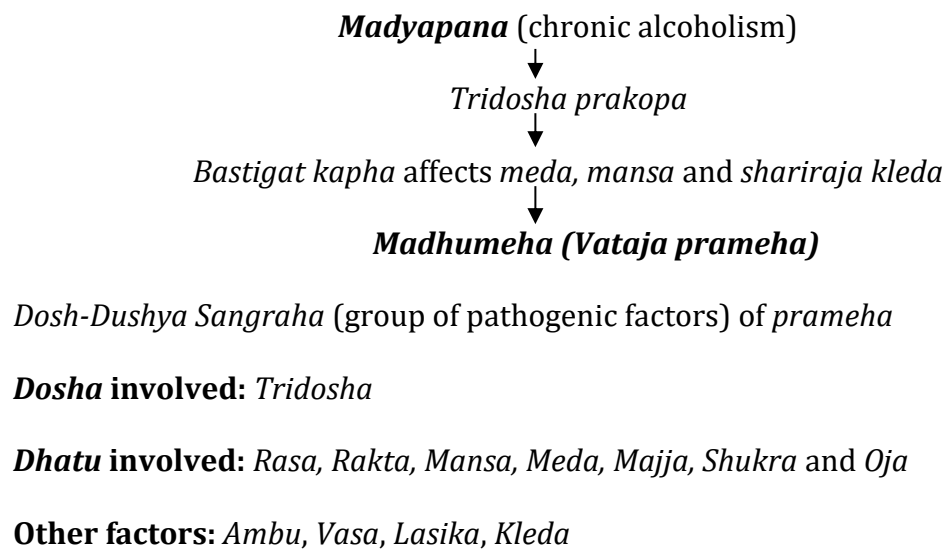 Madyapana (chronic alcoholism)
Tridosha prakopa
Bastigat kapha affects meda, mansa and shariraja kleda
Madhumeha (Vataja prameha)
Dosh-Dushya Sangraha (group of pathogenic factors) of prameha
Dosha involved: Tridosha
Dhatu involved: Rasa, Rakta, Mansa, Meda, Majja, Shukra and Oja
Other factors: Ambu, Vasa, Lasika, Kleda